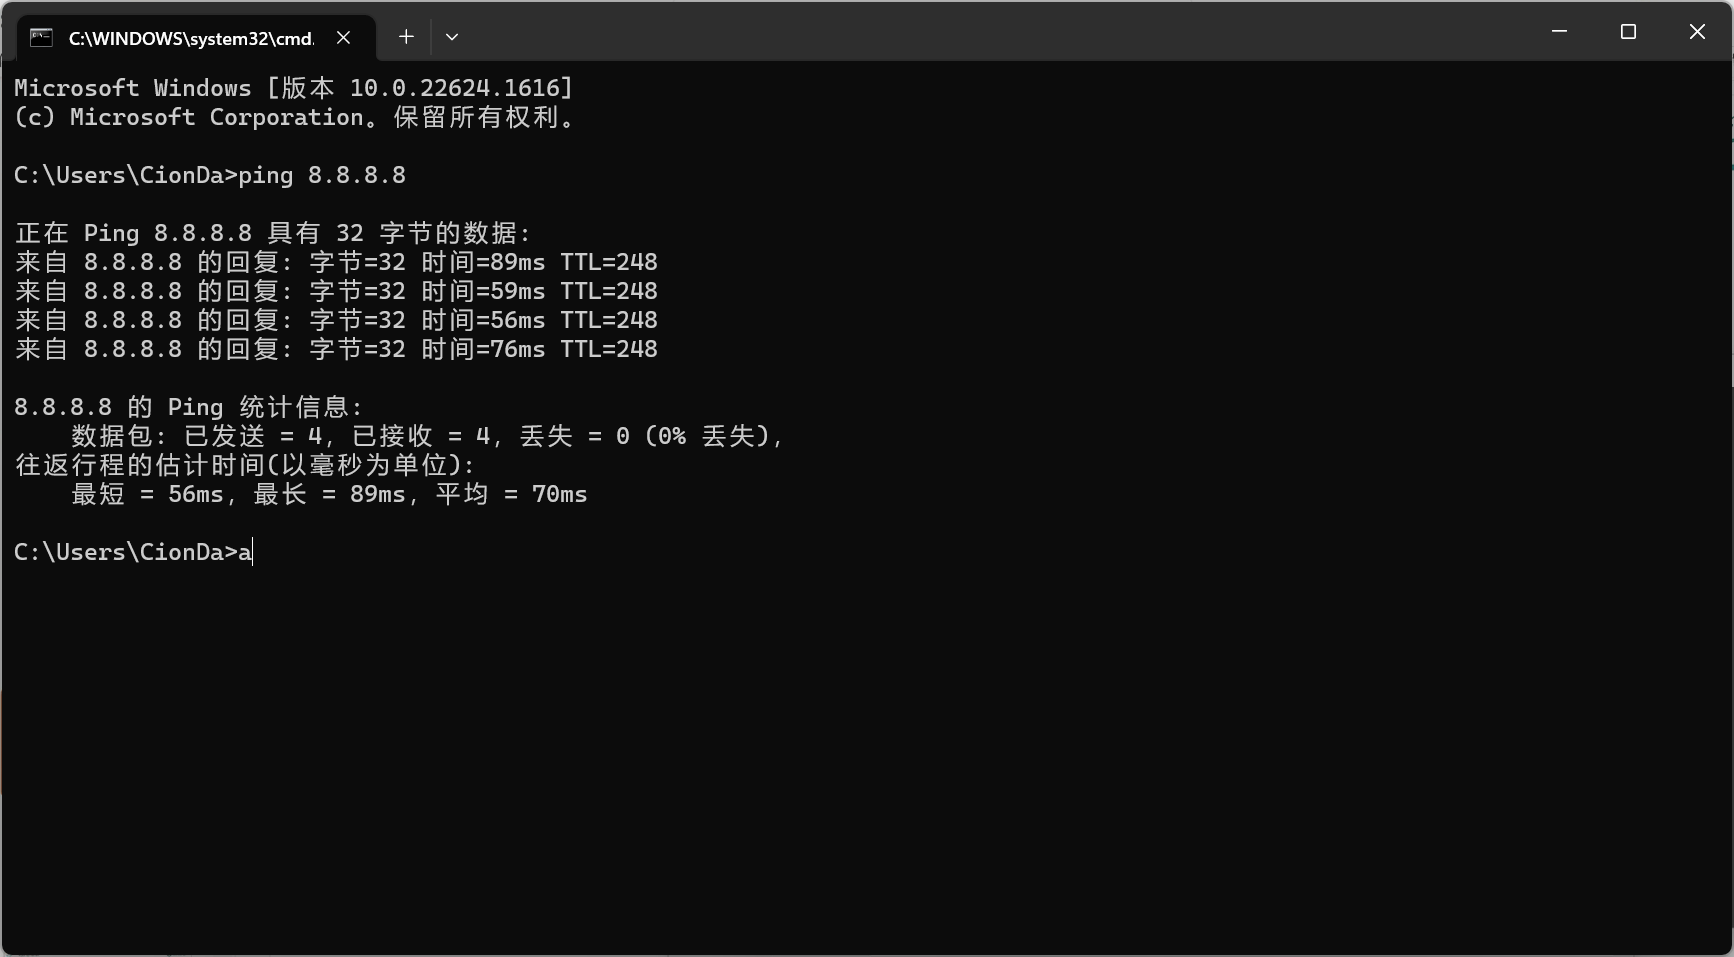 C:\WINDOWS\system32\cmd.
Microsoft Windows [版本 10.0.22624.1616]
(c) Microsoft Corporation。保留所有权利。
C:\Users\CionDa>ping 8.8.8.8
正在 Ping 8.8.8.8 具有 32 字节的数据:
来自 8.8.8.8 的回复: 字节=32 时间=89ms TTL=248
来自 8.8.8.8 的回复: 字节=32 时间=59ms TTL=248
来自 8.8.8.8 的回复: 字节=32 时间=56ms TTL=248
来自 8.8.8.8 的回复: 字节=32 时间=76ms TTL=248
8.8.8.8 的 Ping 统计信息:
    数据包: 已发送 = 4, 已接收 = 4, 丢失 = 0 (0% 丢失),
往返行程的估计时间(以毫秒为单位):
    最短 = 56ms, 最长 = 89ms, 平均 = 70ms
C:\Users\CionDa>a